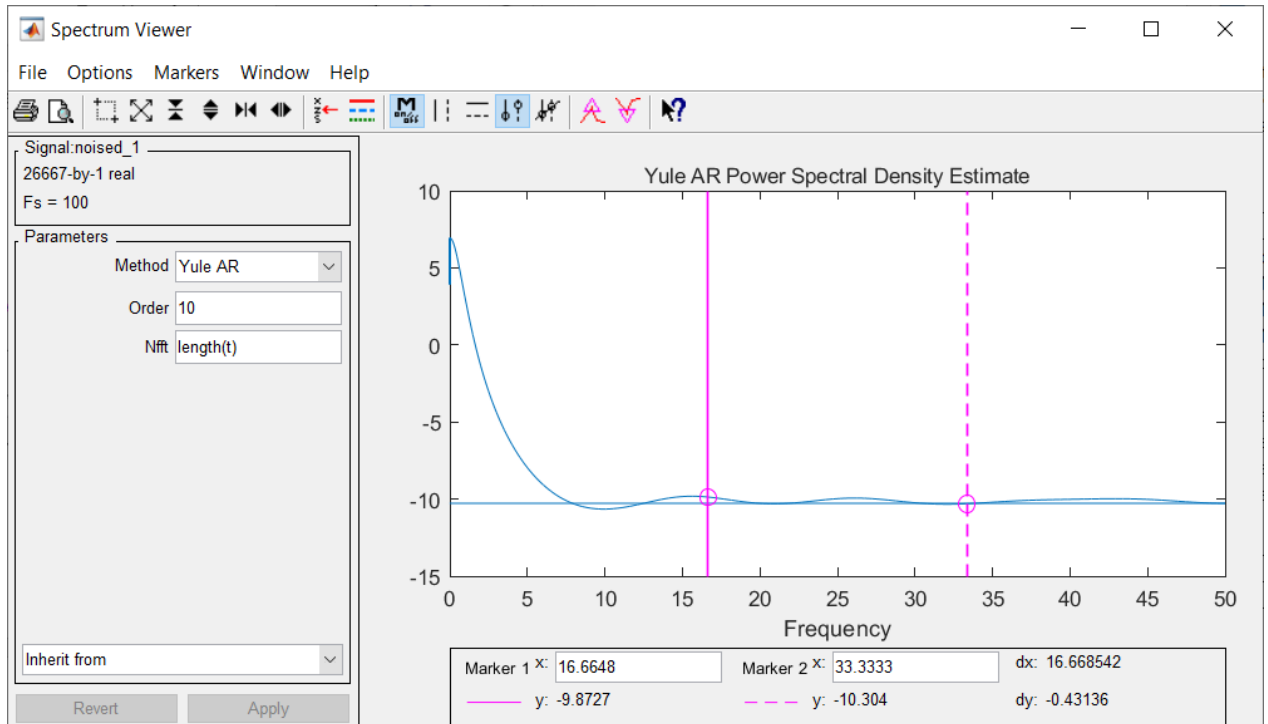 Spectrum Viewer
File Options Markers Window Help
Signal:noised_1
26667-by-1 real
Fs = 100
Parameters
Method Yule AR
Order 10
Nfft length(t)
Inherit from
Revert Apply
Yule AR Power Spectral Density Estimate
10
5
0
-5
-10
-15
0 5 10 15 20 25 30 35 40 45 50
Frequency
Marker 1 x: 16.6648 Marker 2 x: 33.3333 dx: 16.668542
y: -9.8727 y: -10.304 dy: -0.43136